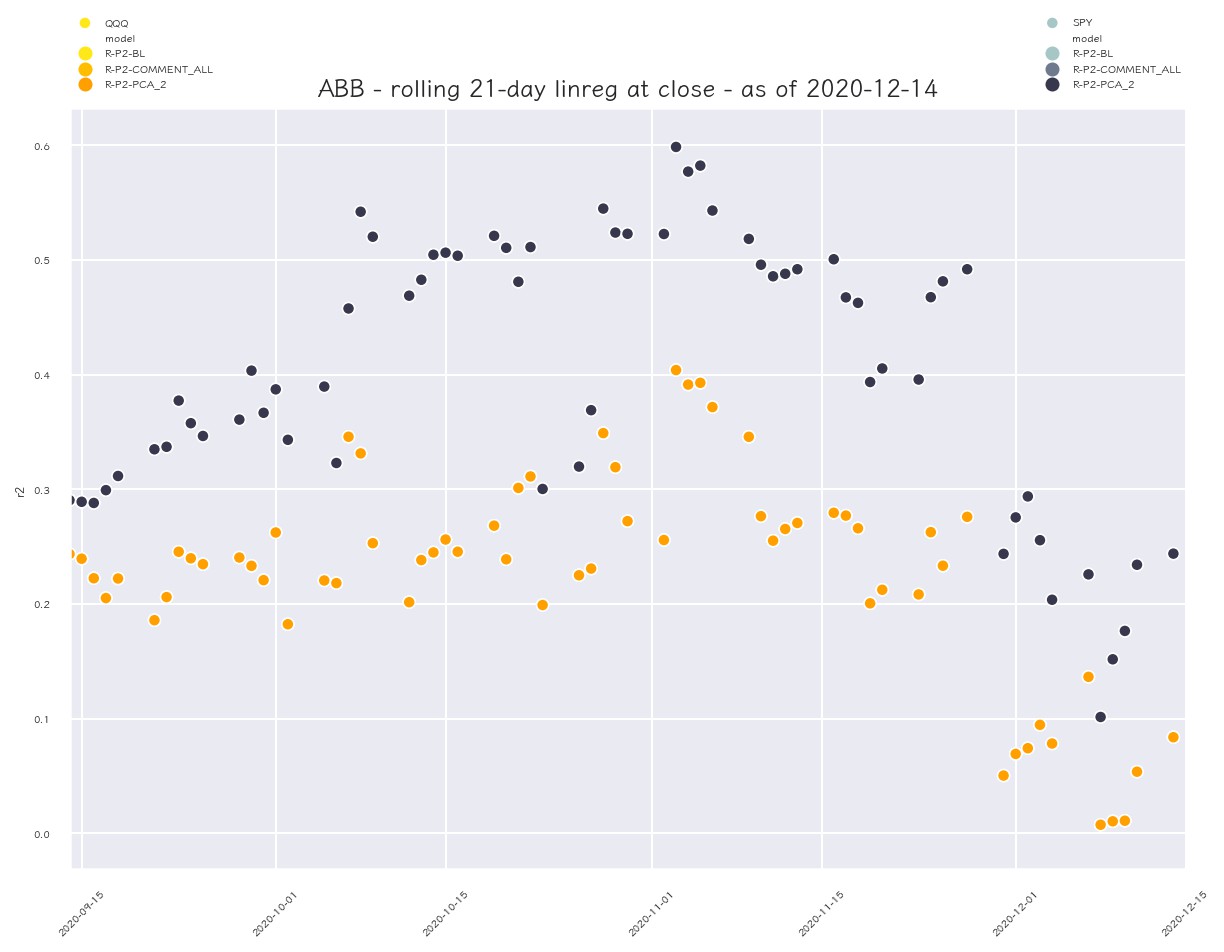 QQQ
model
R-P2-BL
R-P2-COMMENT_ALL
R-P2-PCA_2
SPY
model
R-P2-BL
R-P2-COMMENT_ALL
R-P2-PCA_2
ABB - rolling 21-day linreg at close - as of 2020-12-14
r2
0.6
0.5
0.4
0.3
0.2
0.1
0.0
2020-09-15
2020-10-01
2020-10-15
2020-11-01
2020-11-15
2020-12-01
2020-12-15